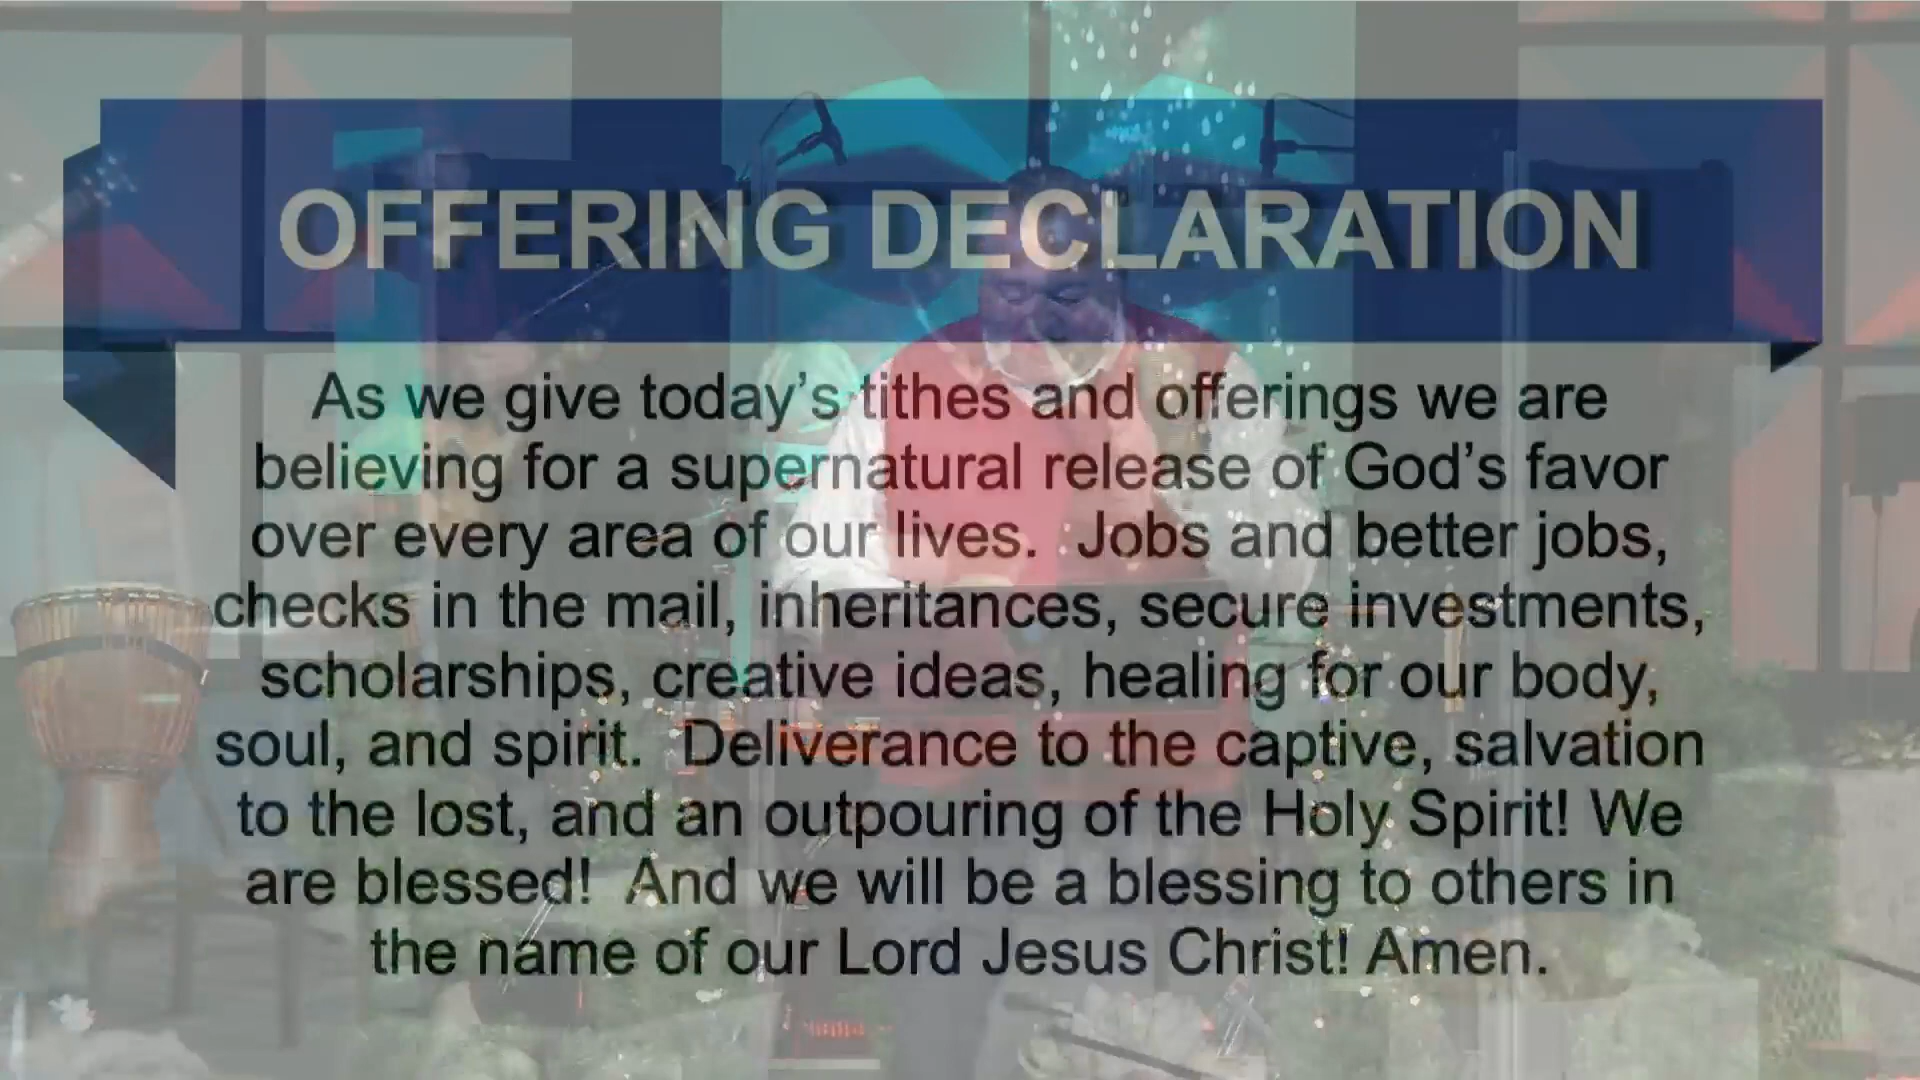 OFFERING DECLARATION
As we give today’s tithes and offerings we are
believing for a supernatural release of God’s favor
over every area of our lives.  Jobs and better jobs,
checks in the mail, inheritances, secure investments,
scholarships, creative ideas, healing for our body,
soul, and spirit.  Deliverance to the captive, salvation
to the lost, and an outpouring of the Holy Spirit! We
are blessed!  And we will be a blessing to others in
the name of our Lord Jesus Christ! Amen.